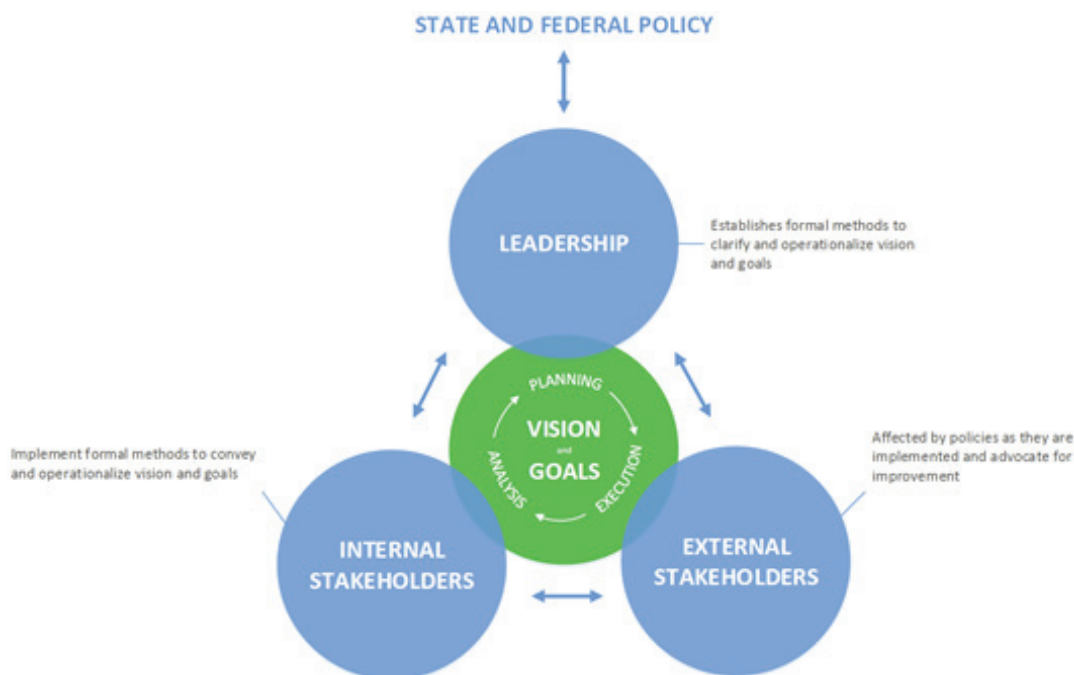 STATE AND FEDERAL POLICY
LEADERSHIP
Establishes formal methods to
clarify and operationalize vision
and goals
PLANNING
VISION
and
GOALS
EXECUTION
ANALYSIS
Implement formal methods to convey
and operationalize vision and goals
Affected by policies as they are
implemented and advocate for
improvement
INTERNAL
STAKEHOLDERS
EXTERNAL
STAKEHOLDERS